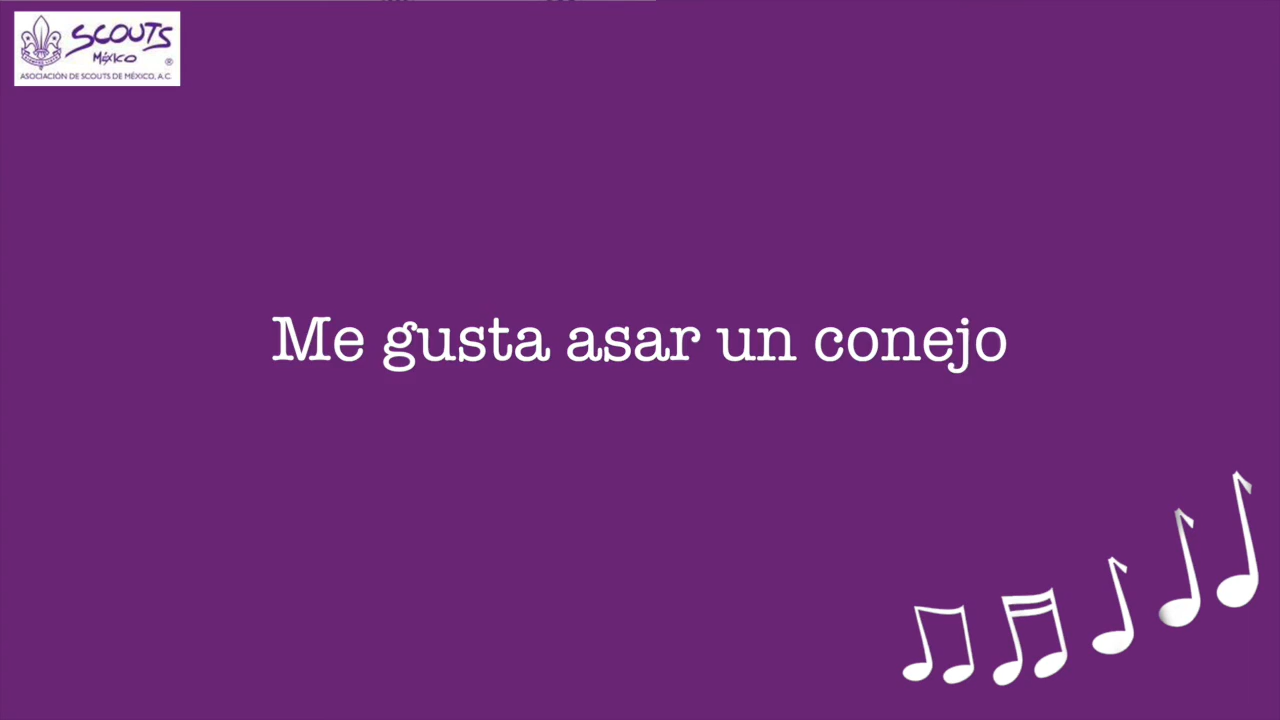 SCOUTS
México
®
ASOCIACIÓN DE SCOUTS DE MÉXICO, A.C.
Me gusta asar un conejo